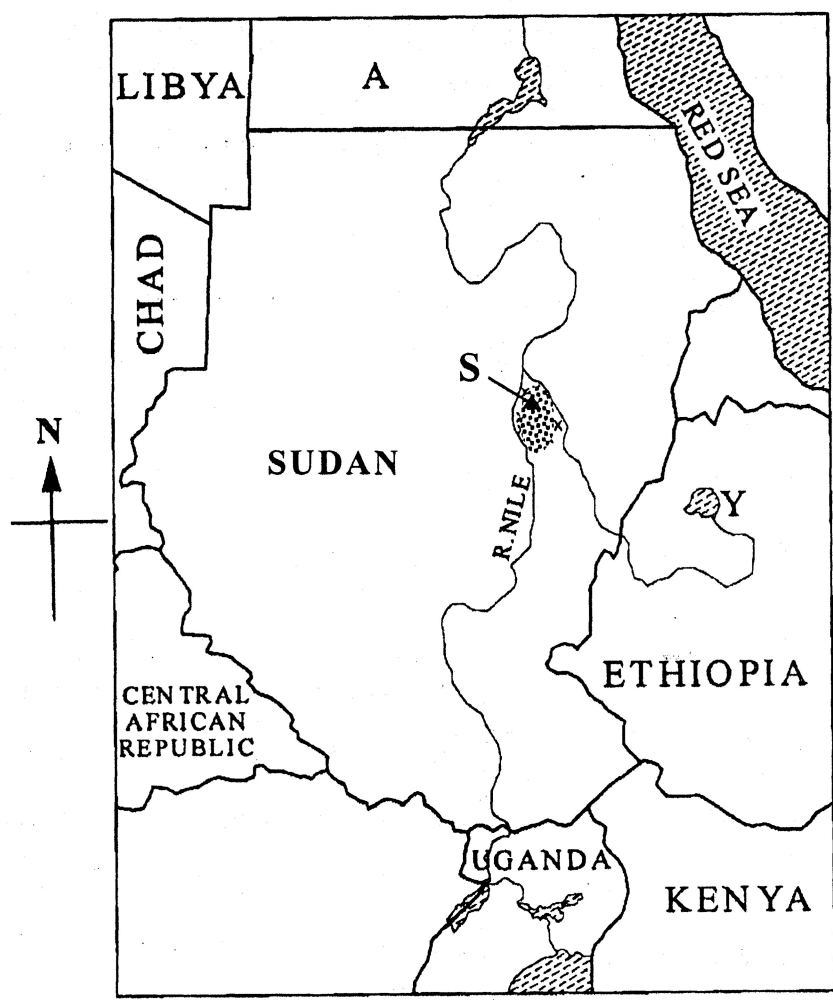 LIBYA
A
RED SEA
CHAD
S
N
SUDAN
R.NILE
Y
ETHIOPIA
CENTRAL
AFRICAN
REPUBLIC
UGANDA
KENYA